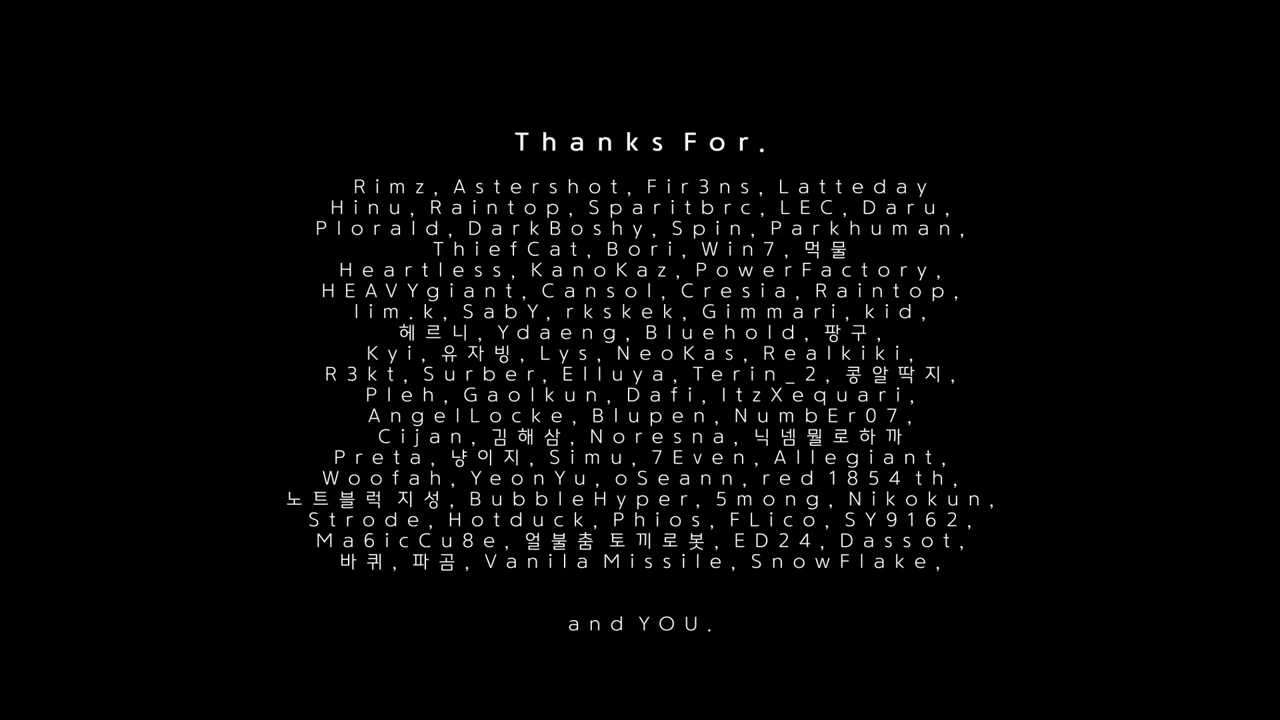 Thanks For.
Rimz, Astershot, Fir3ns, Latteday
Hinu, Raintop, Sparitbrc, LEC, Daru,
Plorald, DarkBoshy, Spin, Parkhuman,
ThiefCat, Bori, Win7, 먹물
Heartless, KanoKaz, PowerFactory,
HEAVYgiant, Cansol, Cresia, Raintop,
lim.k, SabY, rkskek, Gimmari, kid,
헤르니, Ydaeng, Bluehold, 팡구,
Kyi, 유자빙, Lys, NeoKas, Realkiki,
R3kt, Surber, Elluya, Terin_2, 콩알딱지,
Pleh, Gaolkun, Dafi, ItzXequari,
AngelLocke, Blupen, NumbEr07,
Cijan, 김해삼, Noresna, 닉넴뭘로하까
Preta, 냥이지, Simu, 7Even, Allegiant,
Woofah, YeonYu, oSeann, red 1854th,
노트블럭 지성, BubbleHyper, 5mong, Nikokun,
Strode, Hotduck, Phios, FLico, SY9162,
Ma6icCu8e, 얼불춤 토끼로봇, ED24, Dassot,
바퀴, 파곰, Vanila Missile, SnowFlake,
and YOU.